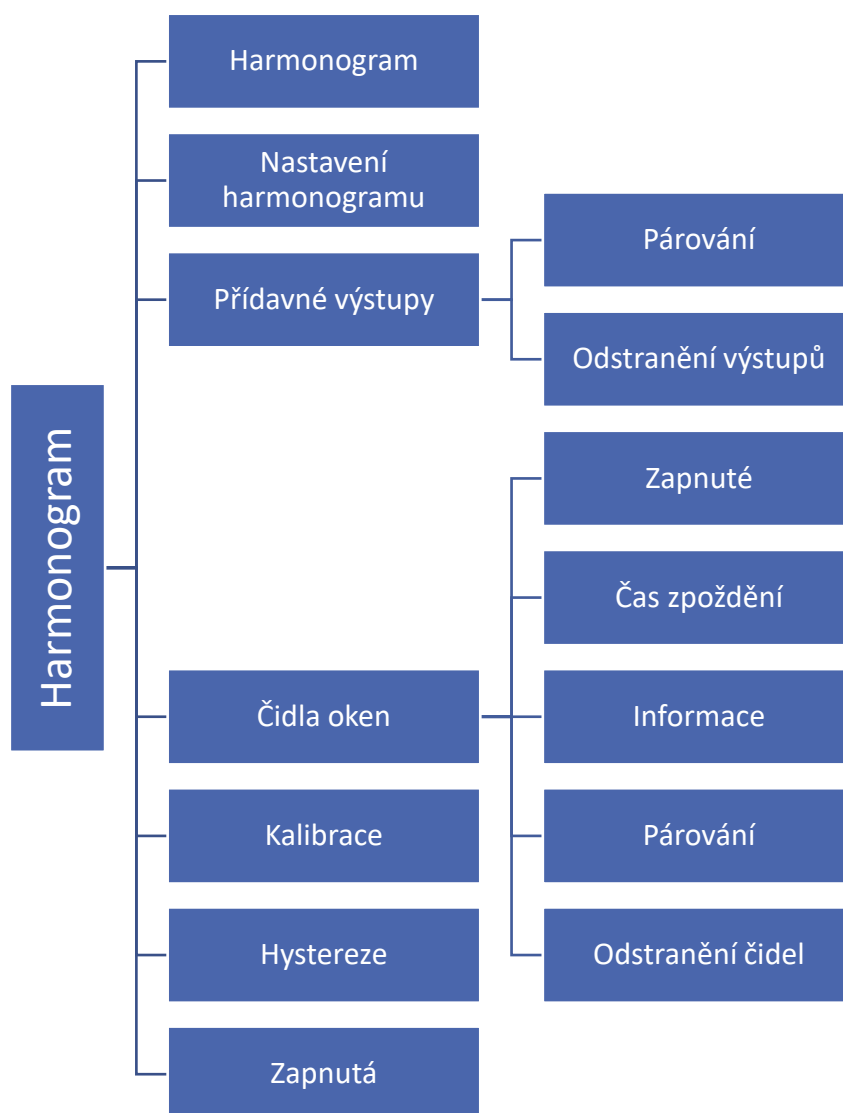 Harmonogram
Harmonogram
Nastavení
harmonogramu
Přídavné výstupy
Párování
Odstranění výstupů
Čidla oken
Zapnuté
Čas zpoždění
Informace
Párování
Odstranění čidel
Kalibrace
Hystereze
Zapnutá